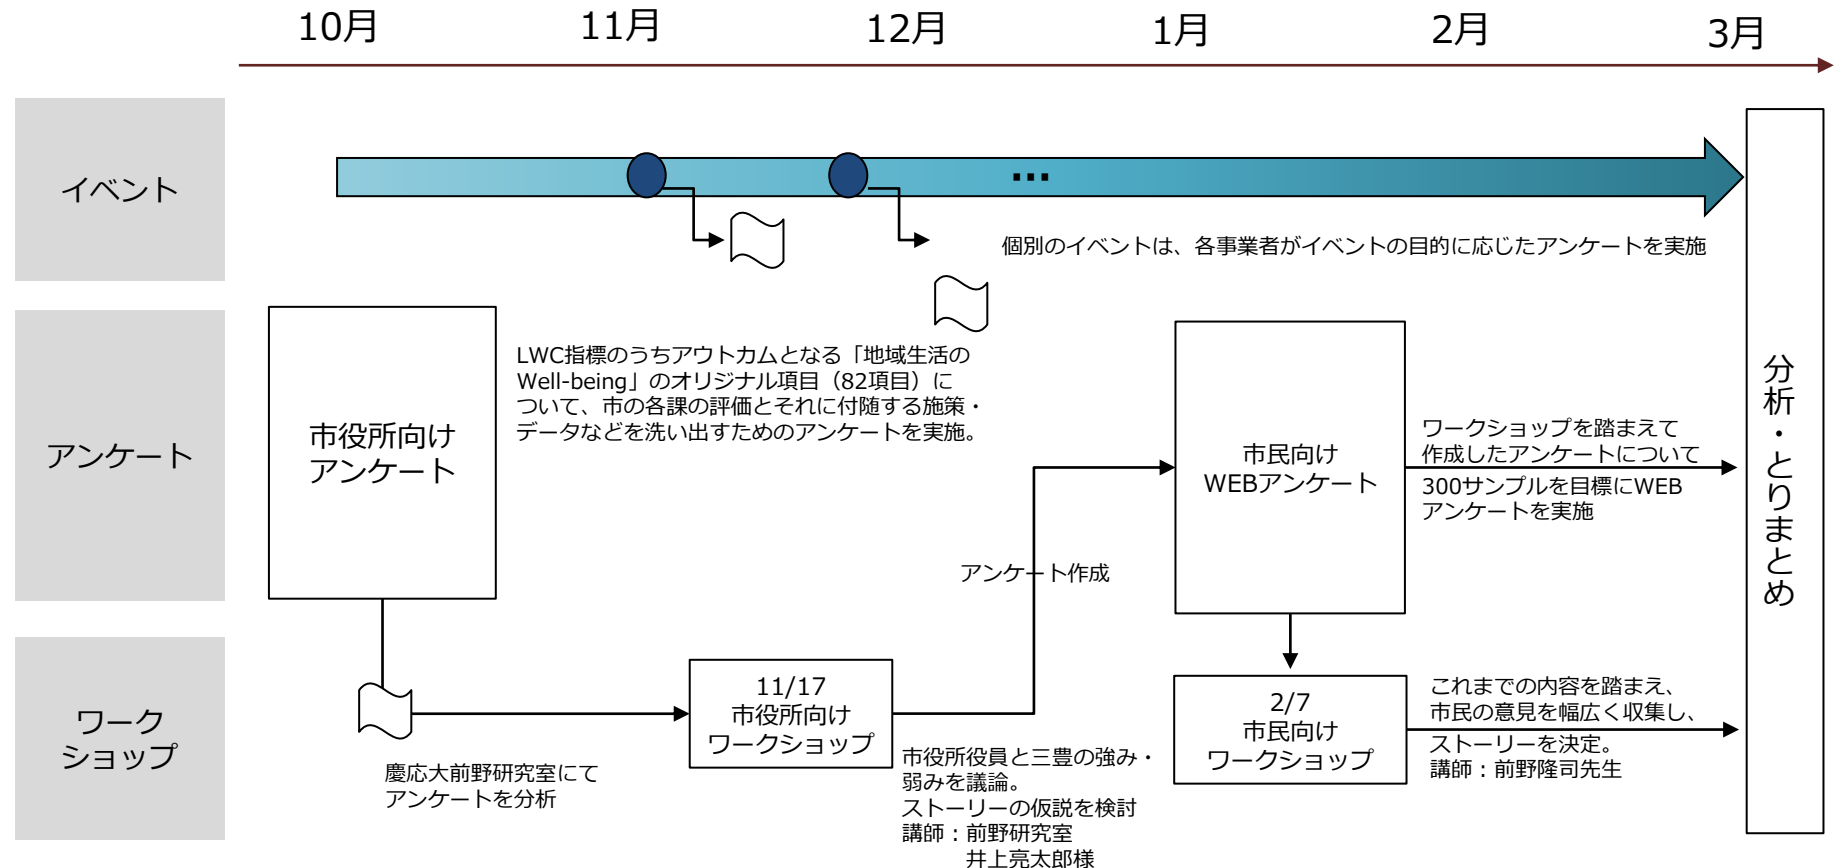 10月
11月
12月
1月
2月
3月
イベント
…
個別のイベントは、各事業者がイベントの目的に応じたアンケートを実施
アンケート
市役所向け
アンケート
LWC指標のうちアウトカムとなる「地域生活の
Well-being」のオリジナル項目（82項目）に
ついて、市の各課の評価とそれに付随する施策・
データなどを洗い出すためのアンケートを実施。
アンケート作成
市民向け
WEBアンケート
ワークショップを踏まえて
作成したアンケートについて
300サンプルを目標にWEB
アンケートを実施
ワーク
ショップ
慶応大前野研究室にて
アンケートを分析
11/17
市役所向け
ワークショップ
市役所役員と三豊の強み・
弱みを議論。
ストーリーの仮説を検討
講師：前野研究室
井上亮太郎様
2/7
市民向け
ワークショップ
これまでの内容を踏まえ、
市民の意見を幅広く収集し、
ストーリーを決定。
講師：前野隆司先生
分析・とりまとめ